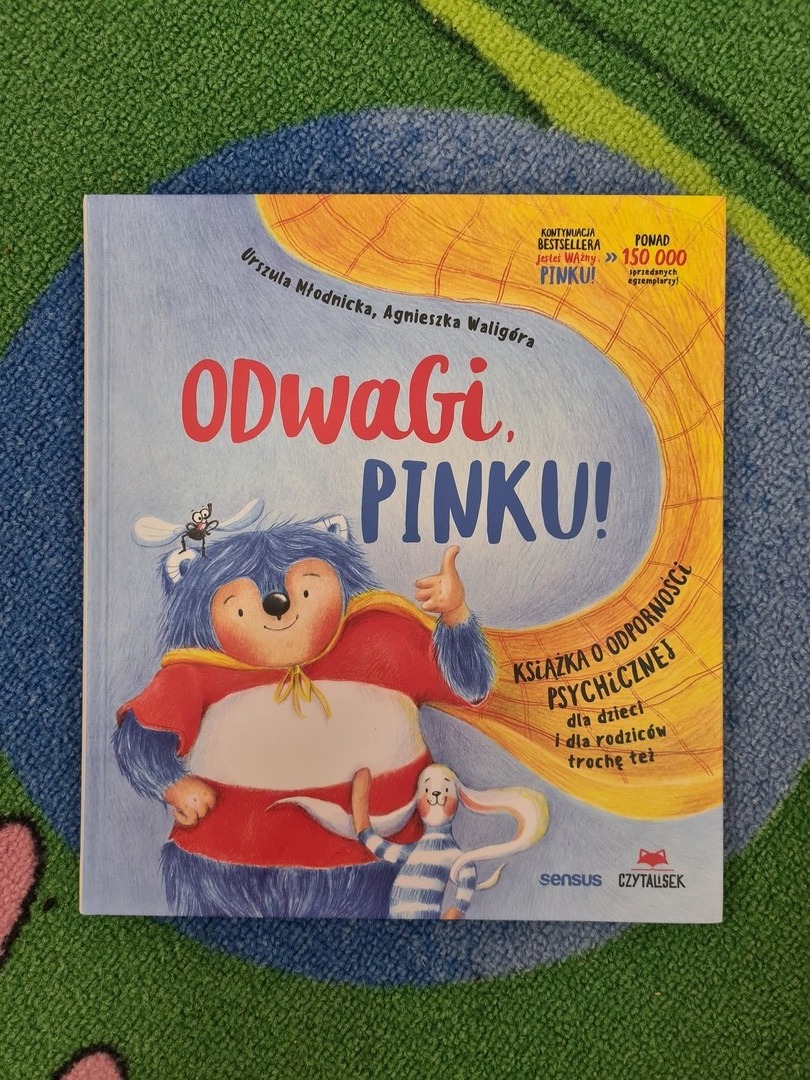 KONTYNUACJA
BESTSELLERA
Jesteś WAżny,
PINKU!
»
PONAD
150 000
sprzedanych
egzemplarzy!
Urszula Młodnicka, Agnieszka Waligóra
ODWAGI,
PINKU!
KSIĄŻKA O ODPORNOŚCI
PSYCHICZNEJ
dla dzieci
i dla rodziców
trochę też
sensus
CZYTALISEK